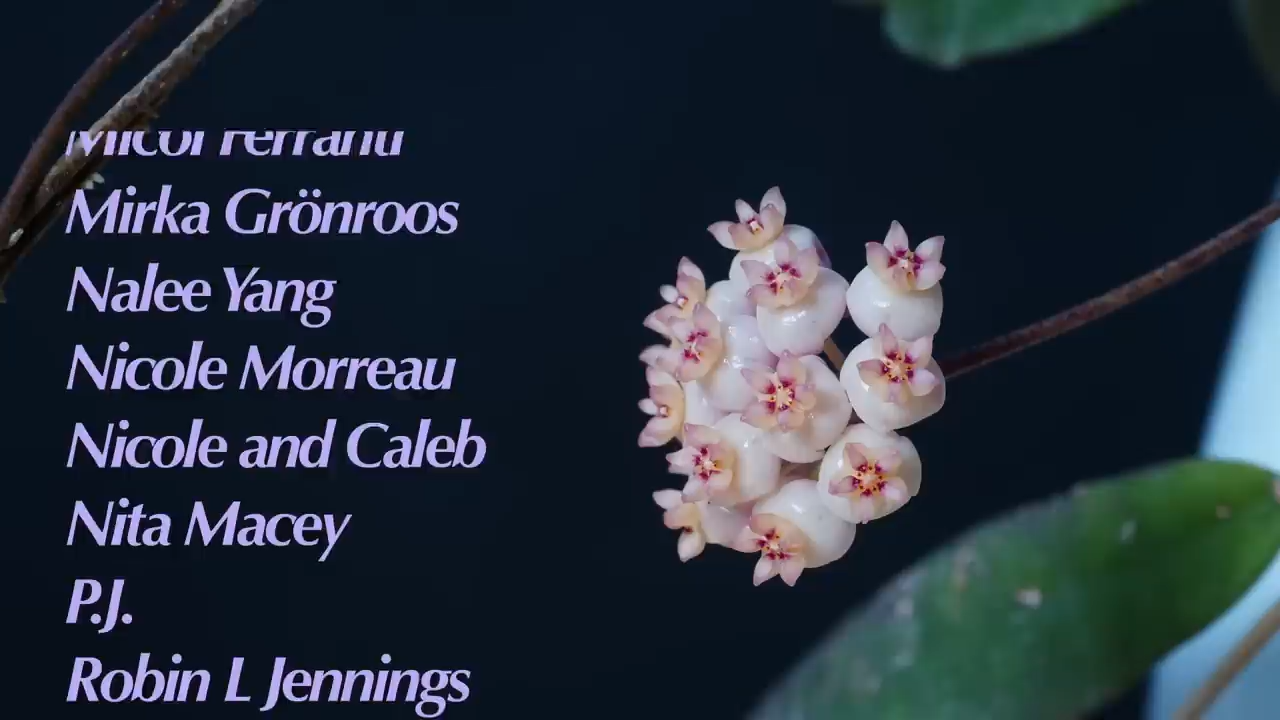 Mirka Grönroos
Nalee Yang
Nicole Morreau
Nicole and Caleb
Nita Macey
P.J.
Robin L Jennings